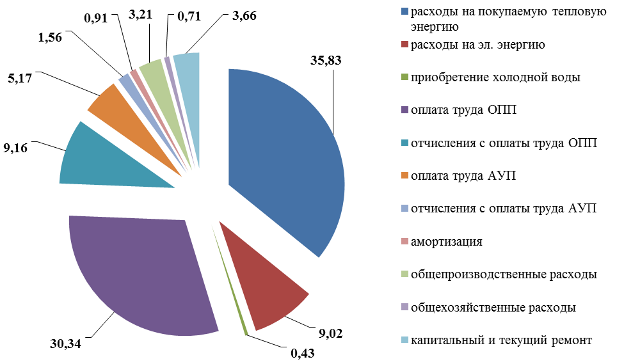 0,91
3,21
0,71
3,66
1,56
35,83
5,17
9,16
30,34
9,02
0,43
расходы на покупаемую тепловую
энергию
расходы на эл. энергию
приобретение холодной воды
оплата труда ОПП
отчисления с оплаты труда ОПП
оплата труда АУП
отчисления с оплаты труда АУП
амортизация
общепроизводственные расходы
общехозяйственные расходы
капитальный и текущий ремонт